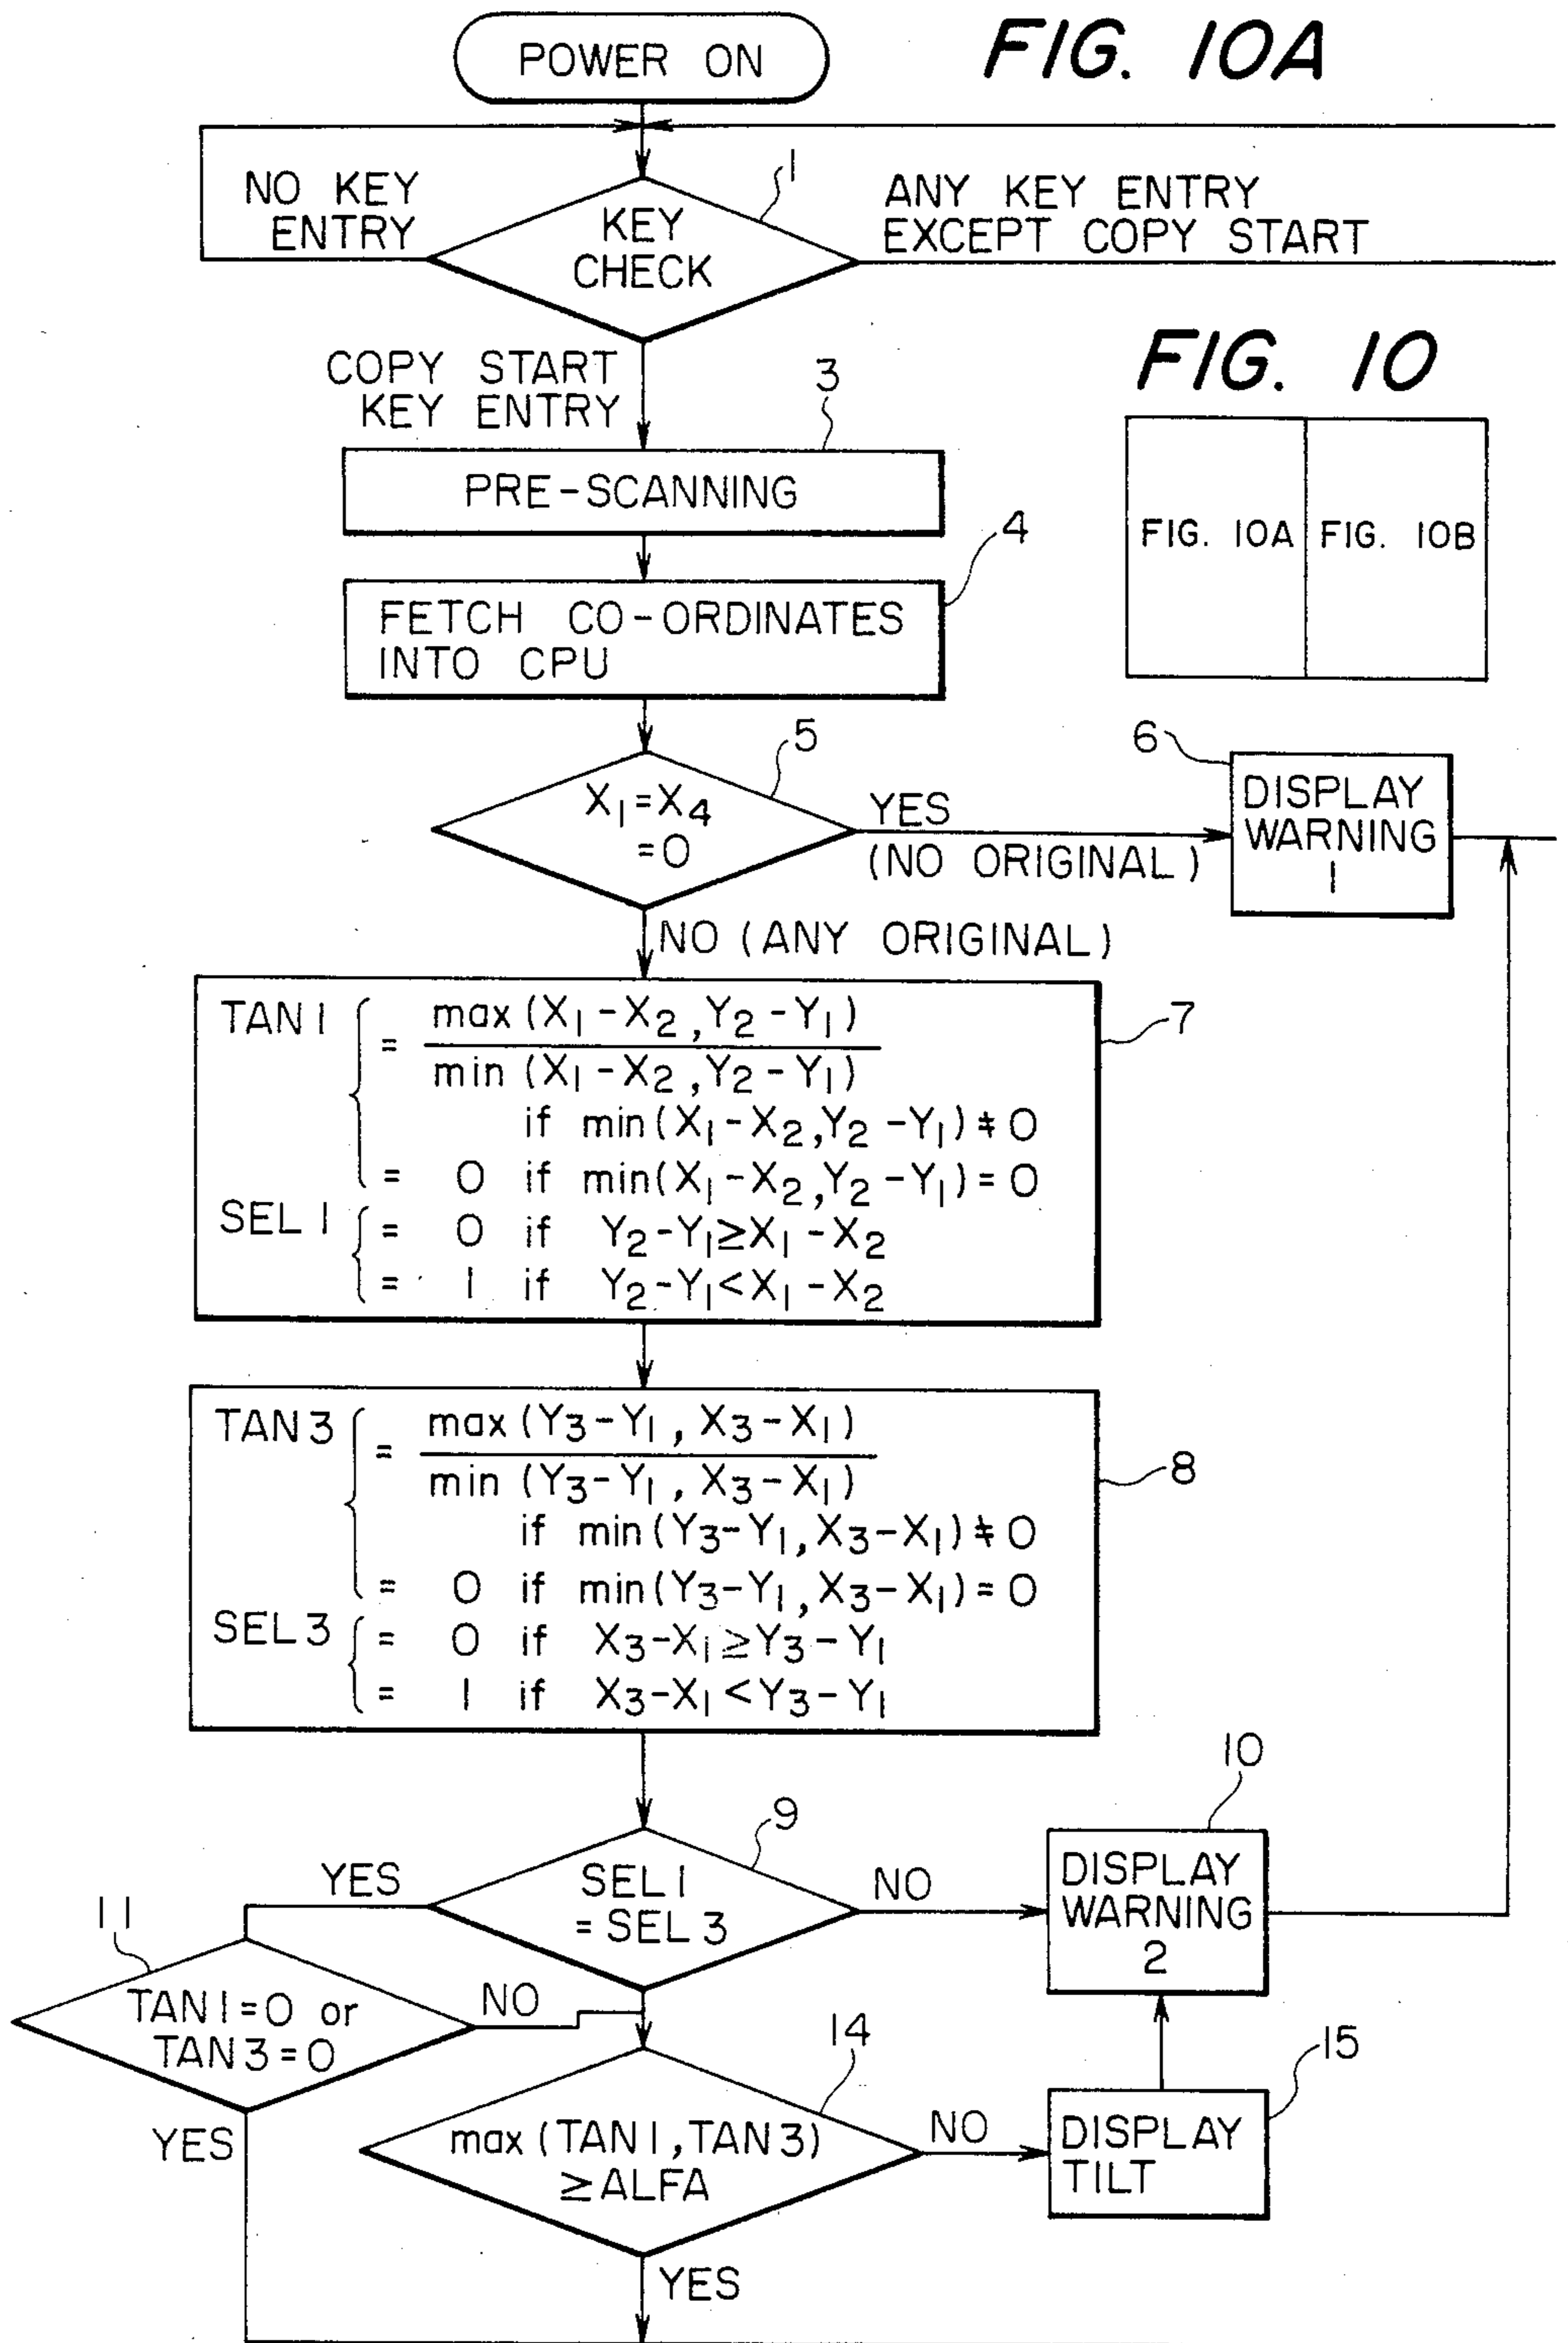 FIG. 10A
POWER ON
1
NO KEY
ENTRY
KEY
CHECK
ANY KEY ENTRY
EXCEPT COPY START
COPY START
KEY ENTRY
FIG. 10
3
PRE-SCANNING
4
FETCH CO-ORDINATES
INTO CPU
FIG. 10A
FIG. 10B
5
X1=X4
=0
YES
(NO ORIGINAL)
6
DISPLAY
WARNING
1
NO (ANY ORIGINAL)
7
TAN1 = max (X1-X2, Y2-Y1)
min (X1-X2, Y2-Y1)
if min(X1-X2, Y2-Y1) ≠ 0
= 0 if min(X1-X2, Y2-Y1) = 0
SEL1 = 0 if Y2-Y1≥X1-X2
= 1 if Y2-Y1<X1-X2
8
TAN3 = max (Y3-Y1, X3-X1)
min (Y3-Y1, X3-X1)
if min(Y3-Y1, X3-X1) ≠ 0
= 0 if min(Y3-Y1, X3-X1) = 0
SEL3 = 0 if X3-X1≥Y3-Y1
= 1 if X3-X1<Y3-Y1
9
SEL1
= SEL3
YES
NO
10
DISPLAY
WARNING
2
11
TAN1=0 or
TAN3=0
NO
YES
14
max (TAN1, TAN3)
≥ALFA
NO
15
DISPLAY
TILT
YES